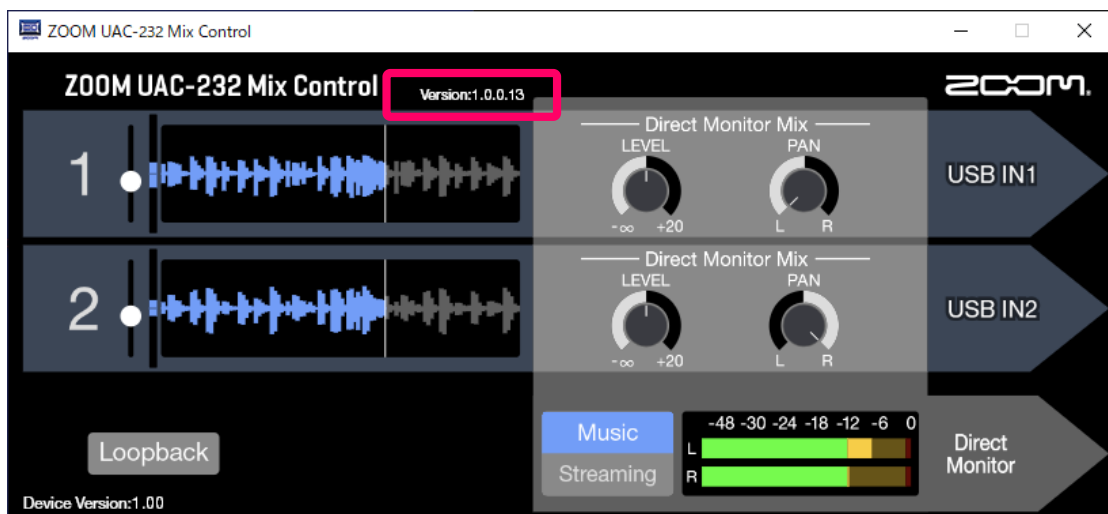 ZOOM UAC-232 Mix Control
ZOOM UAC-232 Mix Control
Version:1.0.0.13
ZOOM.
1
Direct Monitor Mix
LEVEL
PAN
-∞ +20
L R
USB IN1
2
Direct Monitor Mix
LEVEL
PAN
-∞ +20
L R
USB IN2
Loopback
Music
Streaming
-48 -30 -24 -18 -12 -6 0
L
R
Direct
Monitor
Device Version:1.00